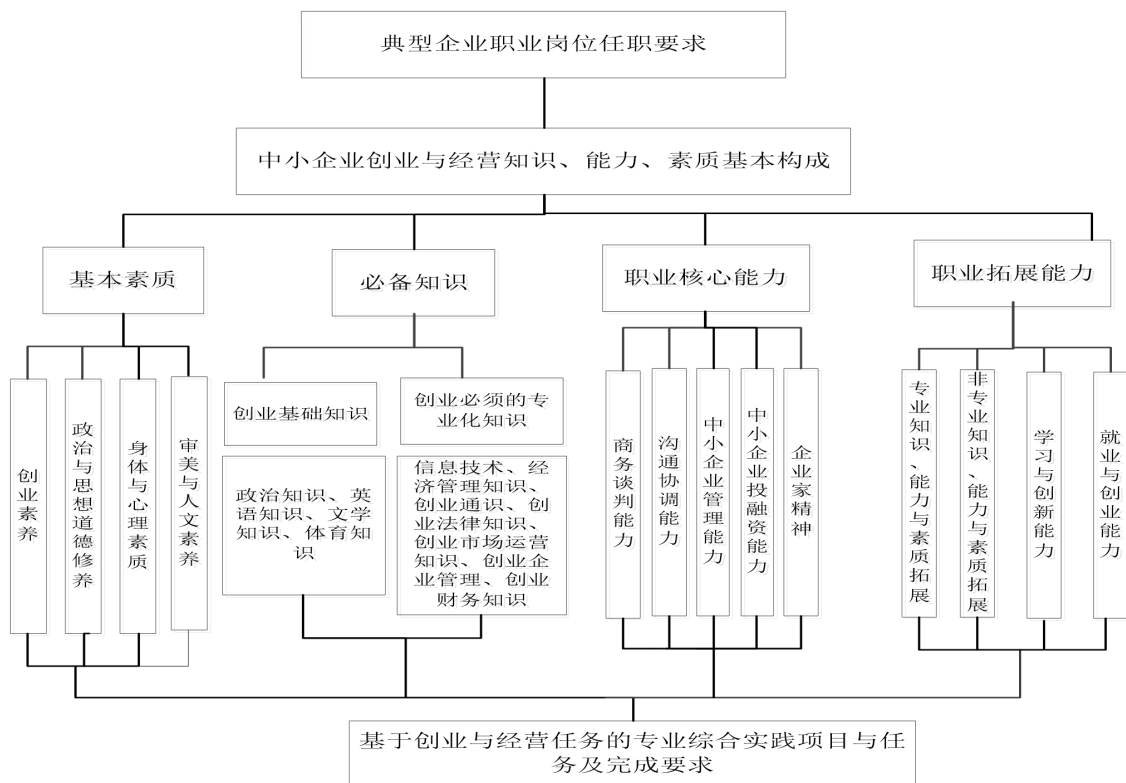 典型企业职业岗位任职要求
中小企业创业与经营知识、能力、素质基本构成
基本素质
必备知识
职业核心能力
职业拓展能力
创业素养
政治与思想道德修养
身体与心理素质
审美与人文素养
创业基础知识
创业必须的专
业化知识
政治知识、英
语知识、文学
知识、体育知
识
信息技术、经
济管理知识、
创业通识、创
业法律知识、
创业市场运营
知识、创业企
业管理、创业
财务知识
商务谈判能力
沟通协调能力
中小企业管理能力
中小企业投融资能力
企业家精神
专业知识、能力与素质拓展
非专业知识、能力与素质拓展
学习与创新能力
就业与创业能力
基于创业与经营任务的专业综合实践项目与任
务及完成要求